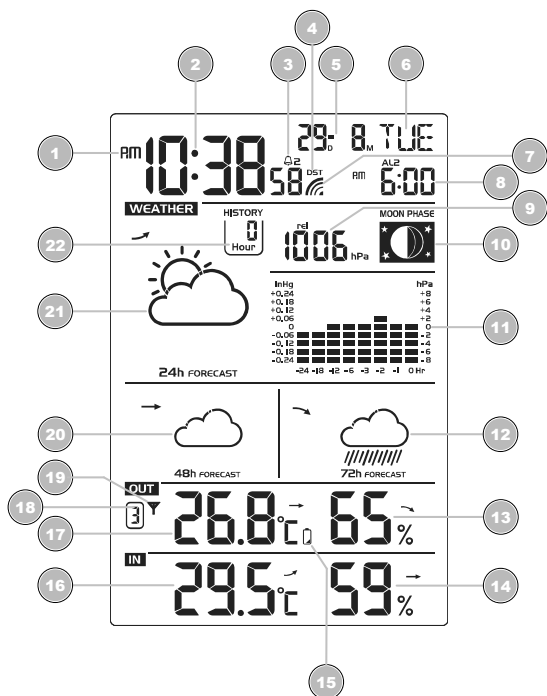 4
2 3 5 6
1 AM 10:38 58 2 DST 29-D 8M TUE 7
AL2
AM 6:00 8
WEATHER HISTORY 0 Hour 22
rel 1006 hPa 9
MOON PHASE 10
21
InHg hPa
+0.24 +8
+0.18 +6
+0.12 +4
+0.06 +2
0 0 11
-0.06 -2
-0.12 -4
-0.18 -6
-0.24 -8
-24 -18 -12 -6 -3 -2 -1 0 Hr
24h FORECAST
20 12
48h FORECAST 72h FORECAST
19 OUT
18 3
17 26.8°C 65% 13
IN
16 29.5°C 59% 14
15